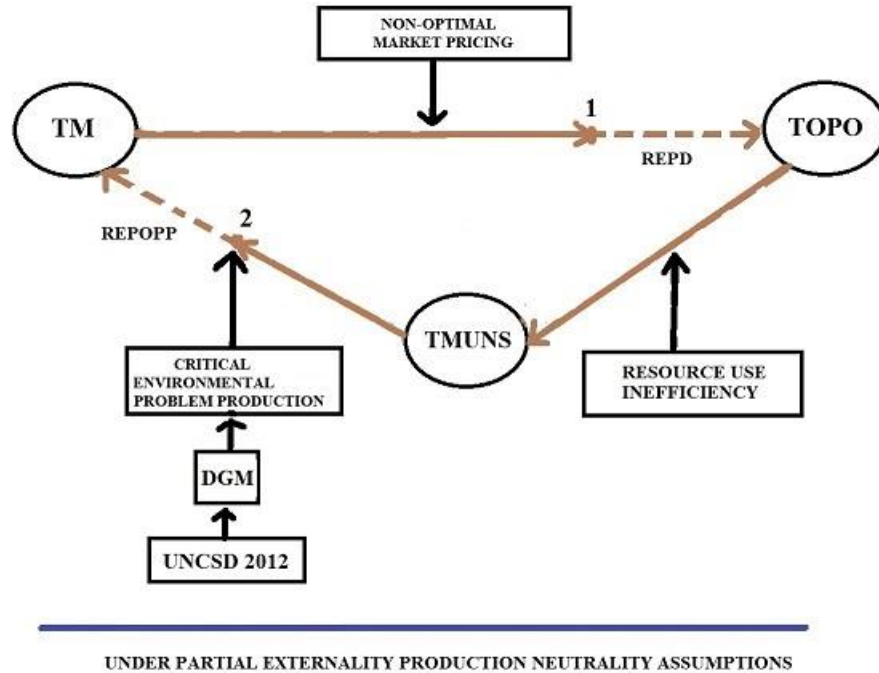 NON-OPTIMAL
MARKET PRICING
1
TM
TOPO
REPD
2
REPOPP
TMUNS
CRITICAL
ENVIRONMENTAL
PROBLEM PRODUCTION
RESOURCE USE
INEFFICIENCY
DGM
UNCSD 2012
UNDER PARTIAL EXTERNALITY PRODUCTION NEUTRALITY ASSUMPTIONS